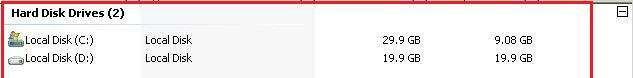 Hard Disk Drives (2)
Local Disk (C:) Local Disk 29.9 GB 9.08 GB
Local Disk (D:) Local Disk 19.9 GB 19.9 GB